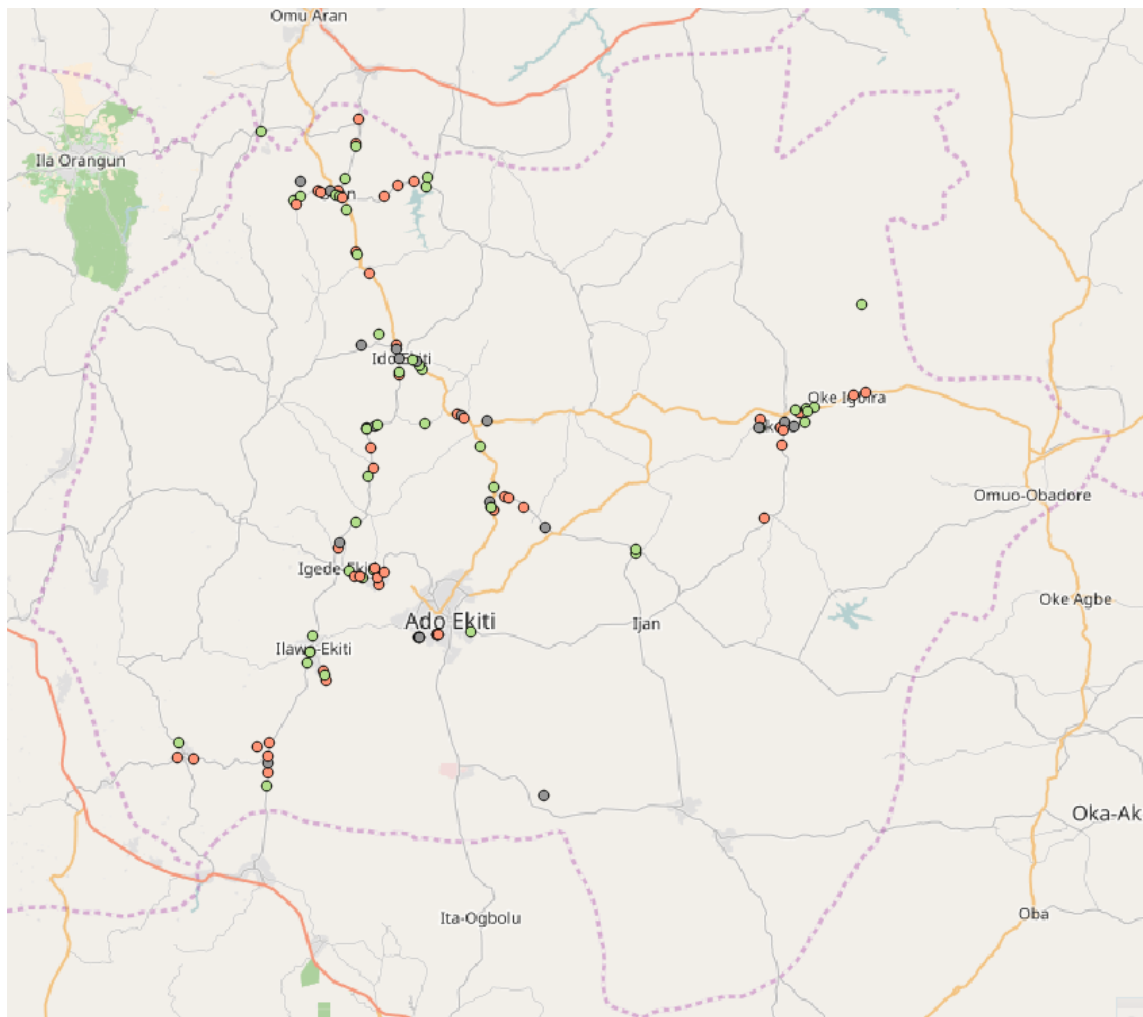 Omu Aran
Ila Orangun
Ido Ekiti
Oke Igbira
Omuo-Obadore
Igede-Ekiti
Oke Agbe
Ado Ekiti
Ijan
Ilawe-Ekiti
Oka-Ak
Ita-Ogbolu
Oba